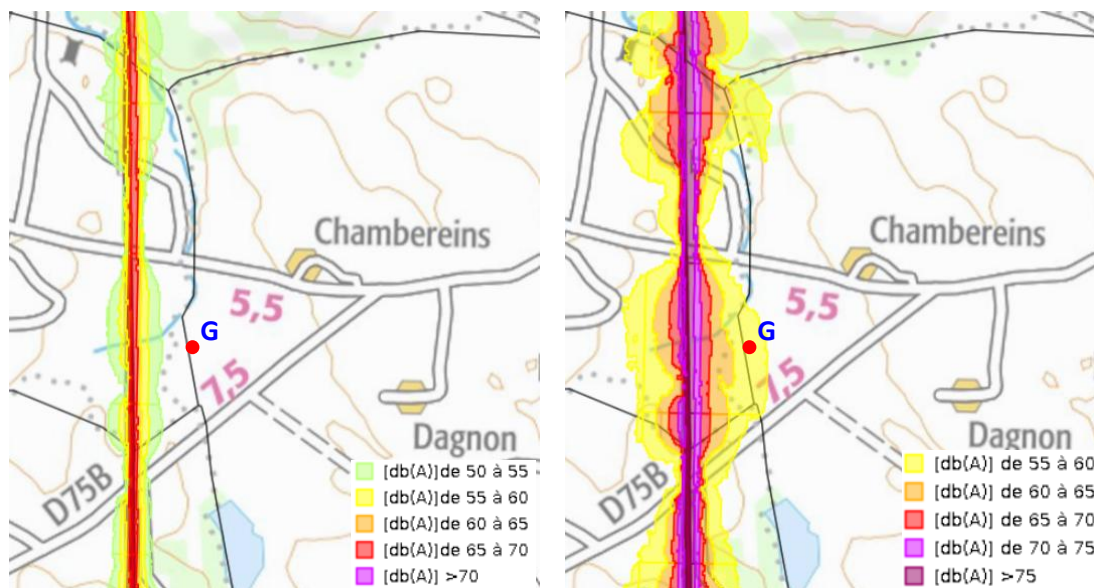 Chambereins
5,5
G
7,5
Dagnon
D75B
[db(A)]de 50 à 55
[db(A)]de 55 à 60
[db(A)]de 60 à 65
[db(A)]de 65 à 70
[db(A)] >70
Chambereins
5,5
G
7,5
Dagnon
D75B
[db(A)] de 55 à 60
[db(A)] de 60 à 65
[db(A)] de 65 à 70
[db(A)] de 70 à 75
[db(A)] >75